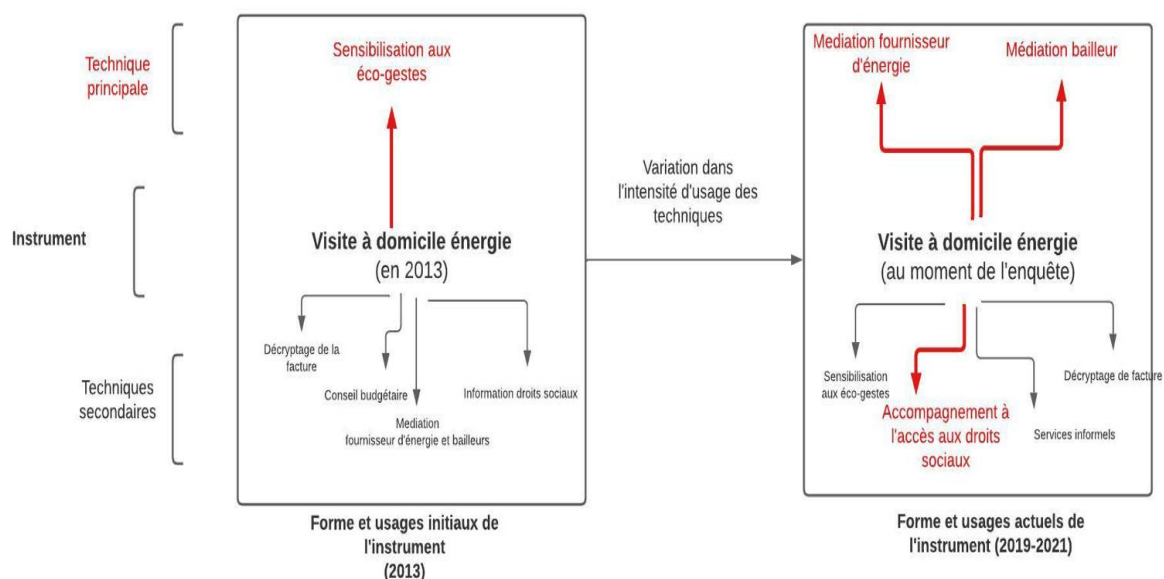 Technique
principale
Instrument
Techniques
secondaires
Sensibilisation aux
éco-gestes
Visite à domicile énergie
(en 2013)
Décryptage de la
facture
Conseil budgétaire
Mediation
fournisseur d'énergie et bailleurs
Information droits sociaux
Forme et usages initiaux de
l'instrument
(2013)
Variation dans
l'intensité d'usage des
techniques
Mediation fournisseur
d'énergie
Médiation bailleur
Visite à domicile énergie
(au moment de l'enquête)
Sensibilisation
aux éco-gestes
Accompagnement à
l'accès aux droits
sociaux
Services informels
Décryptage de facture
Forme et usages actuels de
l'instrument (2019-2021)